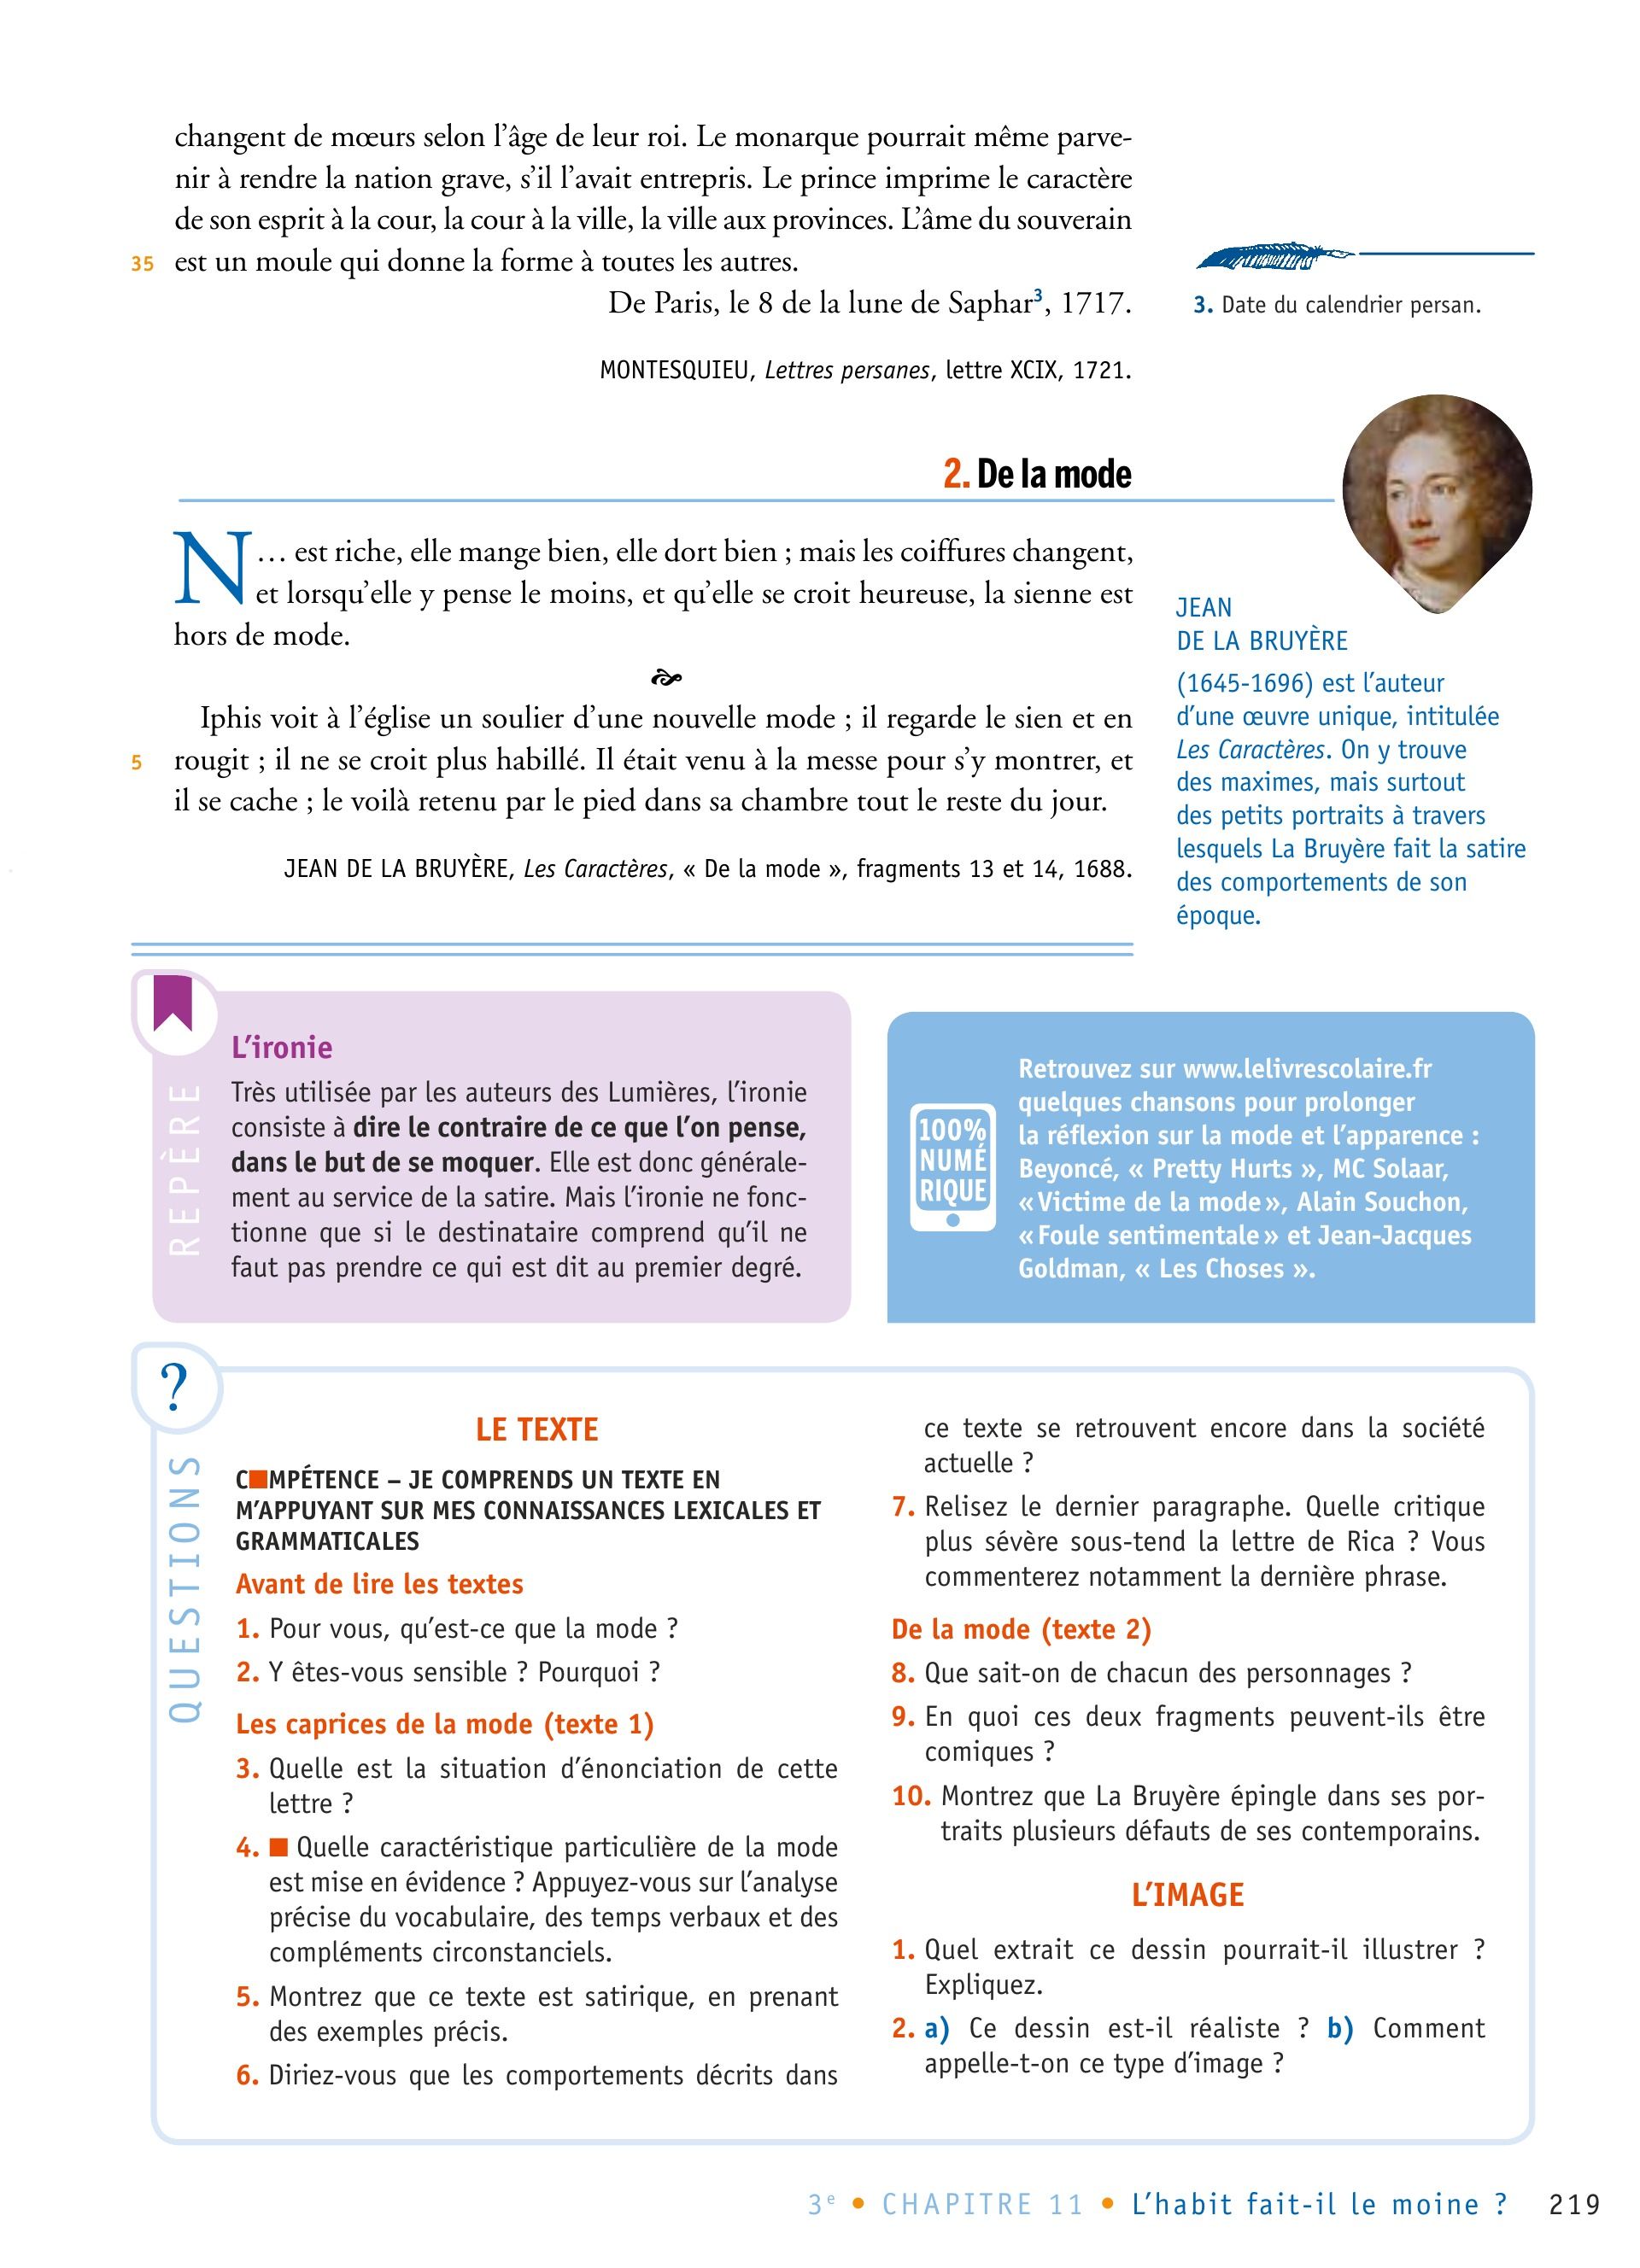 changent de mœurs selon l’âge de leur roi. Le monarque pourrait même parve-
nir à rendre la nation grave, s’il l’avait entrepris. Le prince imprime le caractère
de son esprit à la cour, la cour à la ville, la ville aux provinces. L’âme du souverain
35 est un moule qui donne la forme à toutes les autres.
De Paris, le 8 de la lune de Saphar3, 1717.
3. Date du calendrier persan.
MONTESQUIEU, Lettres persanes, lettre XCIX, 1721.
2. De la mode
N… est riche, elle mange bien, elle dort bien ; mais les coiffures changent,
et lorsqu’elle y pense le moins, et qu’elle se croit heureuse, la sienne est
hors de mode.
Iphis voit à l’église un soulier d’une nouvelle mode ; il regarde le sien et en
5 rougit ; il ne se croit plus habillé. Il était venu à la messe pour s’y montrer, et
il se cache ; le voilà retenu par le pied dans sa chambre tout le reste du jour.
JEAN DE LA BRUYÈRE, Les Caractères, « De la mode », fragments 13 et 14, 1688.
JEAN
DE LA BRUYÈRE
(1645-1696) est l’auteur
d’une œuvre unique, intitulée
Les Caractères. On y trouve
des maximes, mais surtout
des petits portraits à travers
lesquels La Bruyère fait la satire
des comportements de son
époque.
REPÈRE
L’ironie
Très utilisée par les auteurs des Lumières, l’ironie
consiste à dire le contraire de ce que l’on pense,
dans le but de se moquer. Elle est donc générale-
ment au service de la satire. Mais l’ironie ne fonc-
tionne que si le destinataire comprend qu’il ne
faut pas prendre ce qui est dit au premier degré.
100%
NUMÉ
RIQUE
Retrouvez sur www.lelivrescolaire.fr
quelques chansons pour prolonger
la réflexion sur la mode et l’apparence :
Beyoncé, « Pretty Hurts », MC Solaar,
« Victime de la mode », Alain Souchon,
« Foule sentimentale » et Jean-Jacques
Goldman, « Les Choses ».
?
QUESTIONS
LE TEXTE
C■MPÉTENCE – JE COMPRENDS UN TEXTE EN
M’APPUYANT SUR MES CONNAISSANCES LEXICALES ET
GRAMMATICALES
Avant de lire les textes
1. Pour vous, qu’est-ce que la mode ?
2. Y êtes-vous sensible ? Pourquoi ?
Les caprices de la mode (texte 1)
3. Quelle est la situation d’énonciation de cette
lettre ?
4. ■ Quelle caractéristique particulière de la mode
est mise en évidence ? Appuyez-vous sur l’analyse
précise du vocabulaire, des temps verbaux et des
compléments circonstanciels.
5. Montrez que ce texte est satirique, en prenant
des exemples précis.
6. Diriez-vous que les comportements décrits dans
ce texte se retrouvent encore dans la société
actuelle ?
7. Relisez le dernier paragraphe. Quelle critique
plus sévère sous-tend la lettre de Rica ? Vous
commenterez notamment la dernière phrase.
De la mode (texte 2)
8. Que sait-on de chacun des personnages ?
9. En quoi ces deux fragments peuvent-ils être
comiques ?
10. Montrez que La Bruyère épingle dans ses por-
traits plusieurs défauts de ses contemporains.
L’IMAGE
1. Quel extrait ce dessin pourrait-il illustrer ?
Expliquez.
2. a) Ce dessin est-il réaliste ? b) Comment
appelle-t-on ce type d’image ?
3e • CHAPITRE 11 • L’habit fait-il le moine ? 219